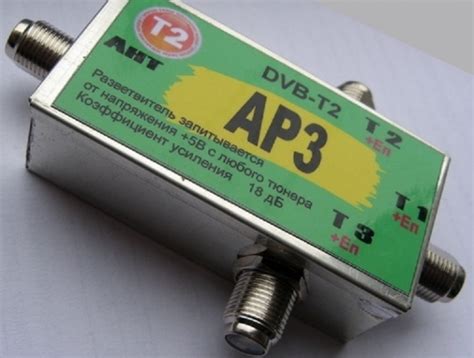 T2
АПТ
DVB-T2
АР3
Разветвитель запитывается
от напряжения +5В с любого тюнера
Коэффициент усиления 18 дБ
T2
+Еп
T1
+Еп
T3
+Еп